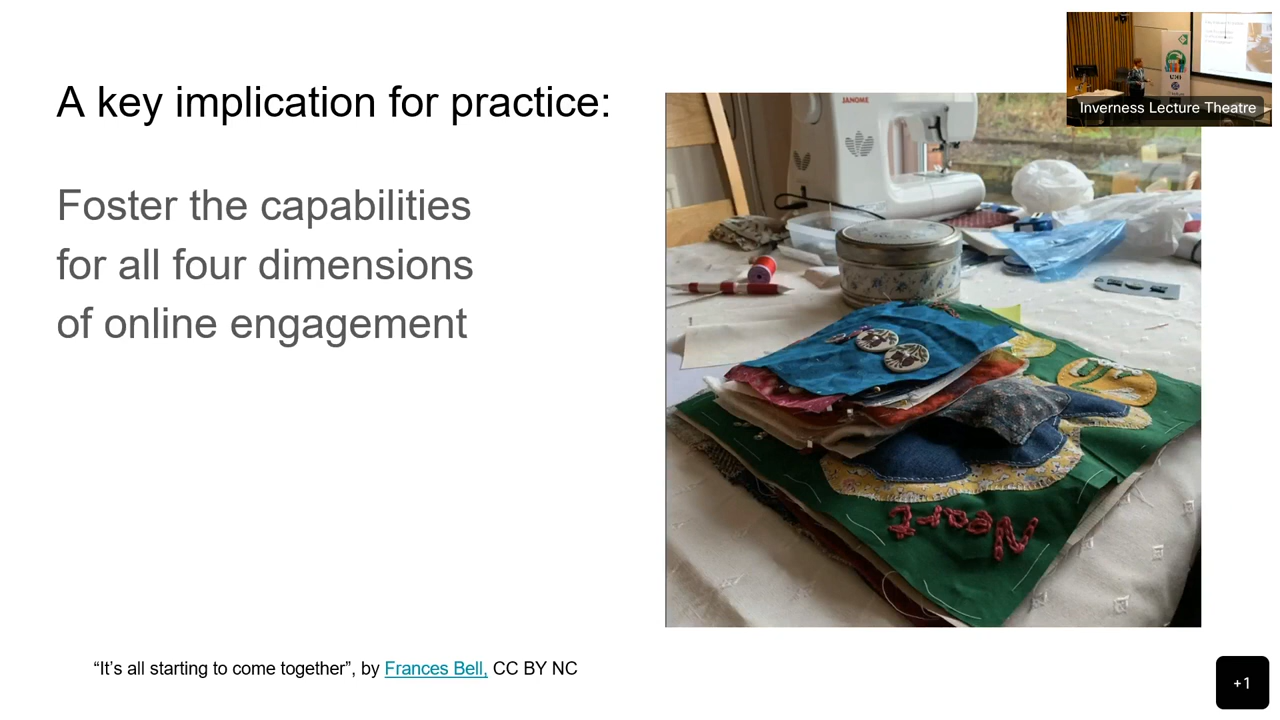 A key implication for practice:
Foster the capabilities
for all four dimensions
of online engagement
JANOME
Inverness Lecture Theatre
“It’s all starting to come together”, by Frances Bell, CC BY NC
+1